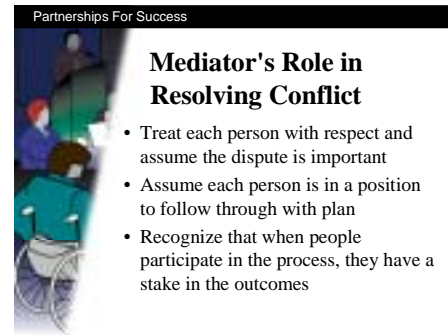 Partnerships For Success
Mediator's Role in
Resolving Conflict
• Treat each person with respect and
assume the dispute is important
• Assume each person is in a position
to follow through with plan
• Recognize that when people
participate in the process, they have a
stake in the outcomes